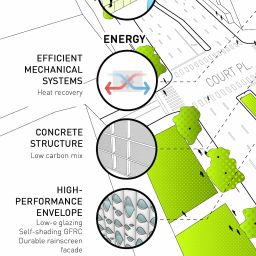 ENERGY
EFFICIENT
MECHANICAL
SYSTEMS
Heat recovery
COURT PL
CONCRETE
STRUCTURE
Low carbon mix
HIGH-
PERFORMANCE
ENVELOPE
Low-e glazing
Self-shading GFRC
Durable rainscreen
facade